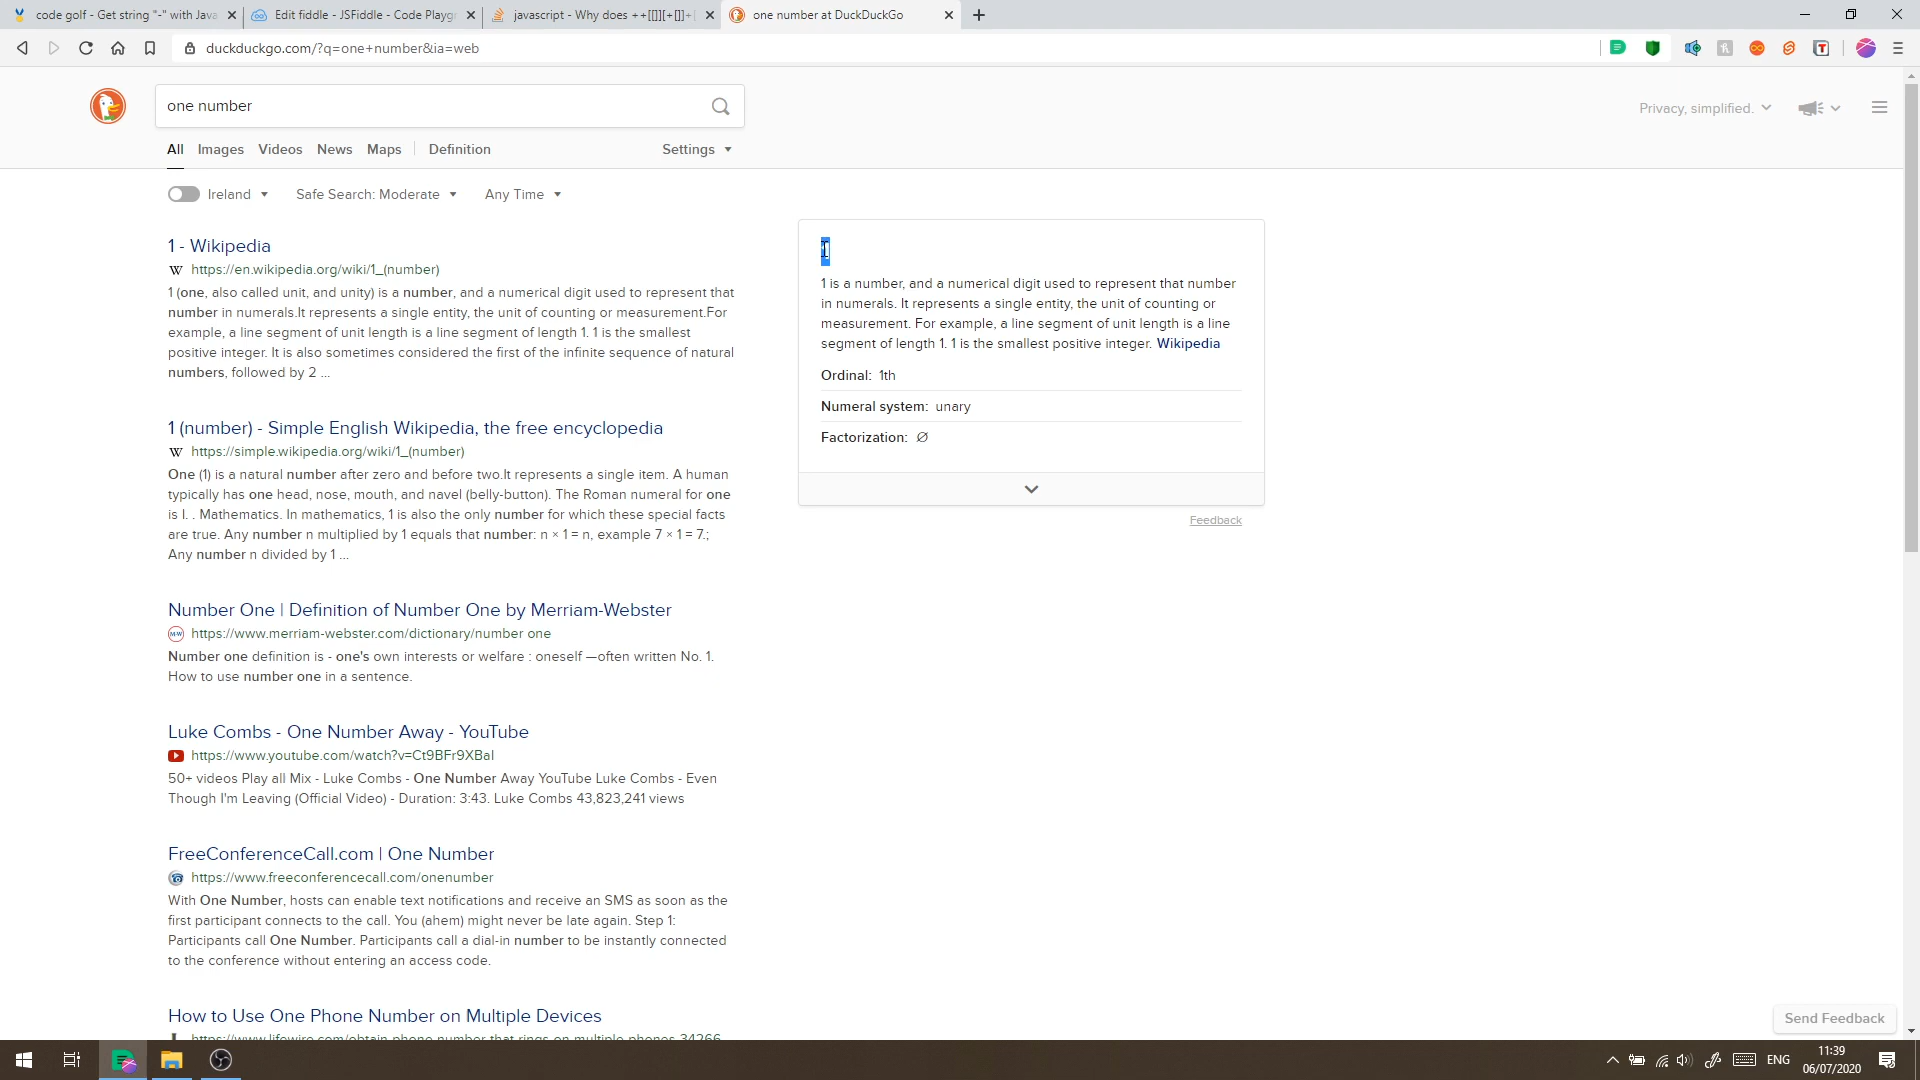 code golf - Get string "-" with Java
Edit fiddle - JSFiddle - Code Playgr
javascript - Why does ++[[]][+[]]+[
one number at DuckDuckGo
duckduckgo.com/?q=one+number&ia=web
one number
Privacy, simplified.
All Images Videos News Maps Definition Settings
Ireland Safe Search: Moderate Any Time
1 - Wikipedia
W https://en.wikipedia.org/wiki/1_(number)
1 (one, also called unit, and unity) is a number, and a numerical digit used to represent that
number in numerals.It represents a single entity, the unit of counting or measurement.For
example, a line segment of unit length is a line segment of length 1. 1 is the smallest
positive integer. It is also sometimes considered the first of the infinite sequence of natural
numbers, followed by 2 ...
1 (number) - Simple English Wikipedia, the free encyclopedia
W https://simple.wikipedia.org/wiki/1_(number)
One (1) is a natural number after zero and before two.It represents a single item. A human
typically has one head, nose, mouth, and navel (belly-button). The Roman numeral for one
is I. . Mathematics. In mathematics, 1 is also the only number for which these special facts
are true. Any number n multiplied by 1 equals that number: n × 1 = n, example 7 × 1 = 7.;
Any number n divided by 1 ...
Number One | Definition of Number One by Merriam-Webster
https://www.merriam-webster.com/dictionary/number one
Number one definition is - one's own interests or welfare : oneself —often written No. 1.
How to use number one in a sentence.
Luke Combs - One Number Away - YouTube
https://www.youtube.com/watch?v=Ct9BFr9XBaI
50+ videos Play all Mix - Luke Combs - One Number Away YouTube Luke Combs - Even
Though I'm Leaving (Official Video) - Duration: 3:43. Luke Combs 43,823,241 views
FreeConferenceCall.com | One Number
https://www.freeconferencecall.com/onenumber
With One Number, hosts can enable text notifications and receive an SMS as soon as the
first participant connects to the call. You (ahem) might never be late again. Step 1:
Participants call One Number. Participants call a dial-in number to be instantly connected
to the conference without entering an access code.
How to Use One Phone Number on Multiple Devices
https://www.lifewire.com/obtain-phone-number-that-rings-on-multiple-phones-34266
1
1 is a number, and a numerical digit used to represent that number
in numerals. It represents a single entity, the unit of counting or
measurement. For example, a line segment of unit length is a line
segment of length 1. 1 is the smallest positive integer. Wikipedia
Ordinal: 1th
Numeral system: unary
Factorization: ∅
Feedback
Send Feedback
ENG
11:39
06/07/2020